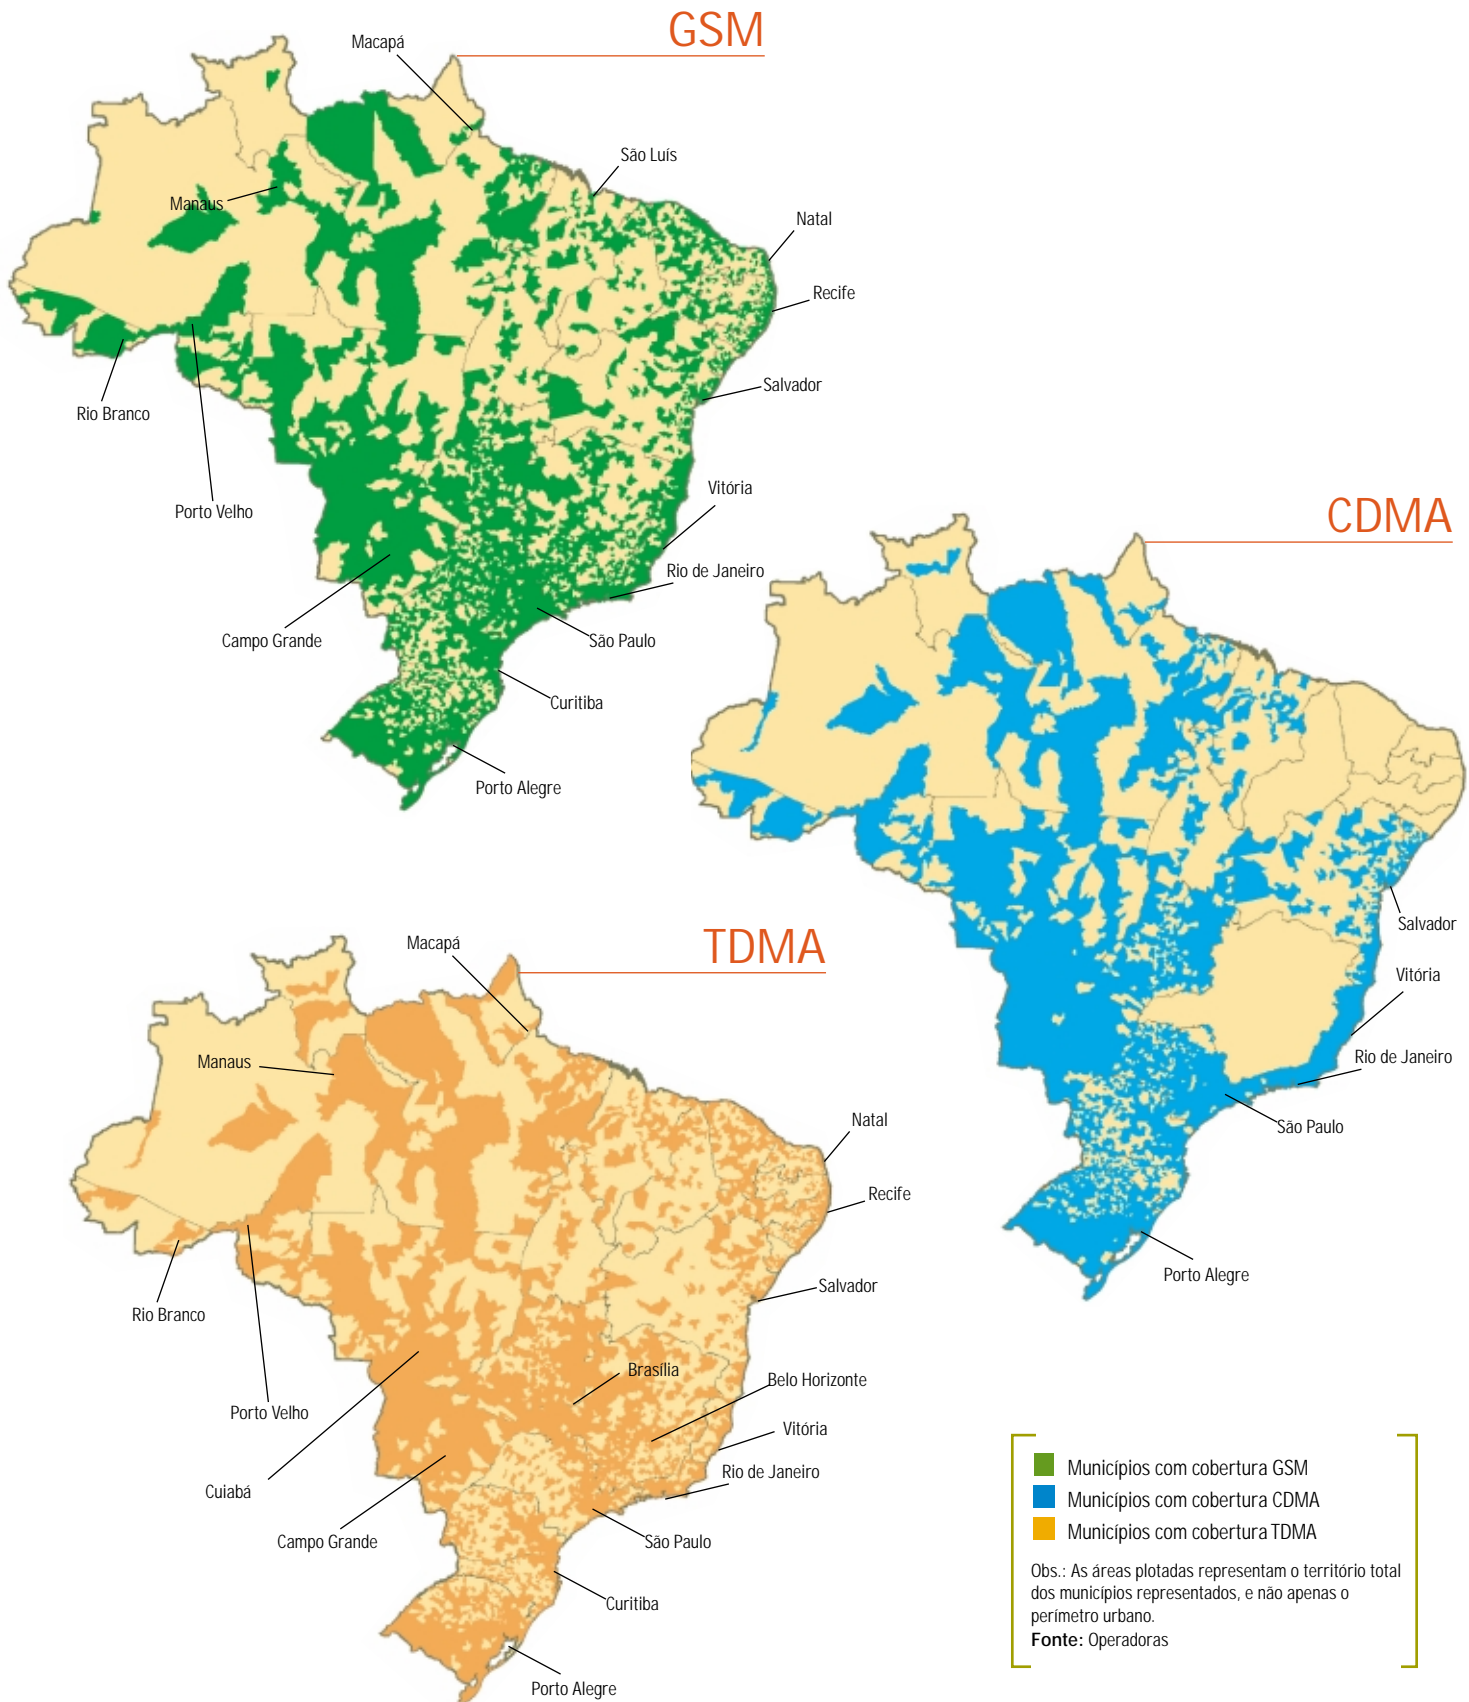 GSM
Macapá
São Luís
Manaus
Natal
Recife
Salvador
Rio Branco
Porto Velho
Vitória
Rio de Janeiro
Campo Grande
São Paulo
Curitiba
Porto Alegre
CDMA
Salvador
Vitória
Rio de Janeiro
São Paulo
Porto Alegre
TDMA
Macapá
Manaus
Natal
Recife
Salvador
Rio Branco
Brasília
Belo Horizonte
Porto Velho
Vitória
Cuiabá
Rio de Janeiro
Campo Grande
São Paulo
Curitiba
Porto Alegre
Municípios com cobertura GSM
Municípios com cobertura CDMA
Municípios com cobertura TDMA
Obs.: As áreas plotadas representam o território total
dos municípios representados, e não apenas o
perímetro urbano.
Fonte: Operadoras